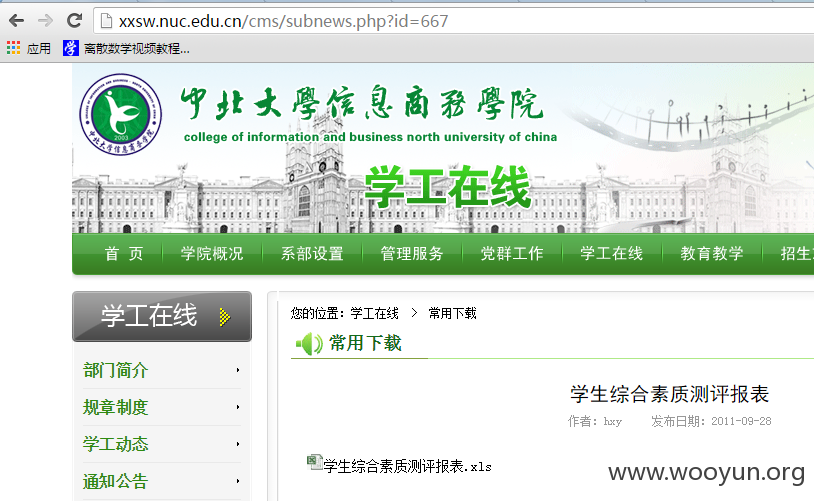 xxsw.nuc.edu.cn/cms/subnews.php?id=667
应用 学 离散数学视频教程...
中北大學信息商務學院
college of information and business north university of china
学工在线
首 页 学院概况 系部设置 管理服务 党群工作 学工在线 教育教学 招生
学工在线
您的位置：学工在线 > 常用下载
常用下载
部门简介
规章制度
学工动态
通知公告
学生综合素质测评报表
作者：hxy 发布日期：2011-09-28
学生综合素质测评报表.xls
www.wooyun.org